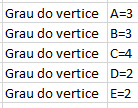 Grau do vertice A=3
Grau do vertice B=3
Grau do vertice C=4
Grau do vertice D=2
Grau do vertice E=2